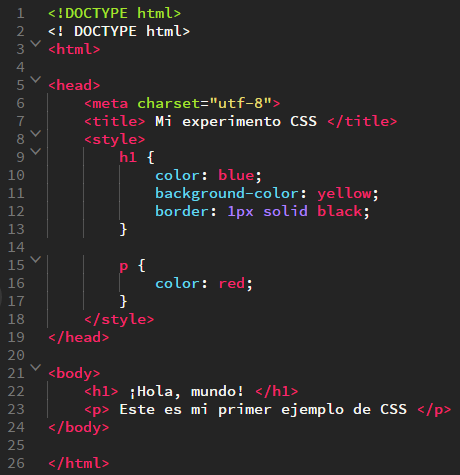 1 <!DOCTYPE html>
2 <! DOCTYPE html>
3 <html>
4
5 <head>
6 <meta charset="utf-8">
7 <title> Mi experimento CSS </title>
8 <style>
9 h1 {
10 color: blue;
11 background-color: yellow;
12 border: 1px solid black;
13 }
14
15 p {
16 color: red;
17 }
18 </style>
19 </head>
20
21 <body>
22 <h1> ¡Hola, mundo! </h1>
23 <p> Este es mi primer ejemplo de CSS </p>
24 </body>
25
26 </html>